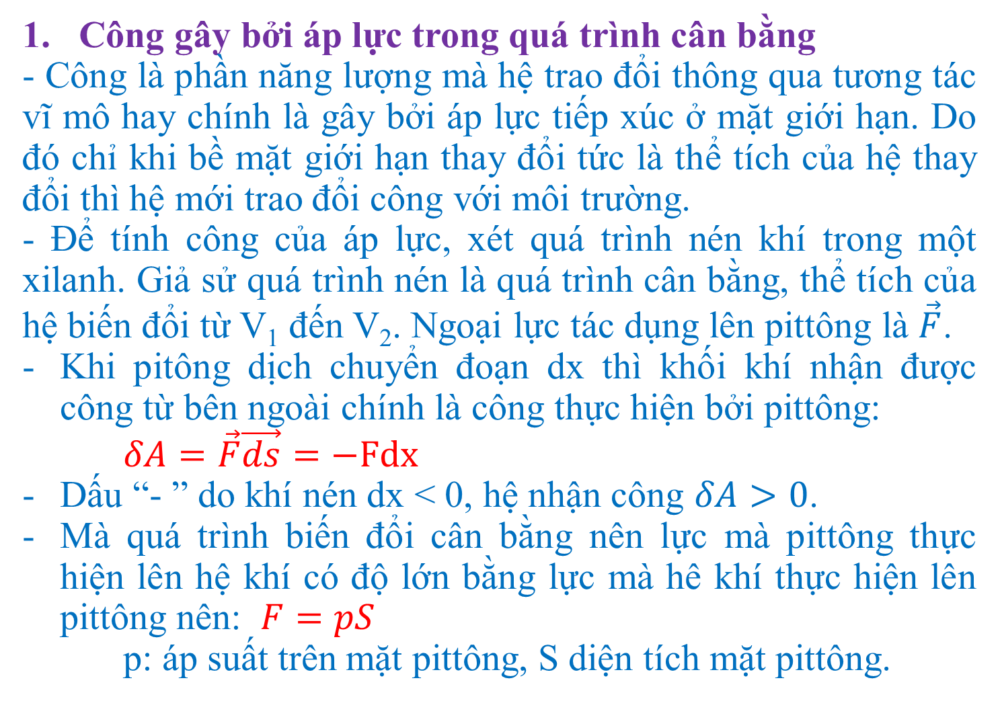 1. Công gây bởi áp lực trong quá trình cân bằng
- Công là phần năng lượng mà hệ trao đổi thông qua tương tác
vĩ mô hay chính là gây bởi áp lực tiếp xúc ở mặt giới hạn. Do
đó chỉ khi bề mặt giới hạn thay đổi tức là thể tích của hệ thay
đổi thì hệ mới trao đổi công với môi trường.
- Để tính công của áp lực, xét quá trình nén khí trong một
xilanh. Giả sử quá trình nén là quá trình cân bằng, thể tích của
hệ biến đổi từ V₁ đến V₂. Ngoại lực tác dụng lên pittông là F⃗.
- Khi pitông dịch chuyển đoạn dx thì khối khí nhận được
công từ bên ngoài chính là công thực hiện bởi pittông:
δA = F⃗d͞s⃗ = −Fdx
- Dấu “- ” do khí nén dx < 0, hệ nhận công δA > 0.
- Mà quá trình biến đổi cân bằng nên lực mà pittông thực
hiện lên hệ khí có độ lớn bằng lực mà hê khí thực hiện lên
pittông nên: F = pS
p: áp suất trên mặt pittông, S diện tích mặt pittông.